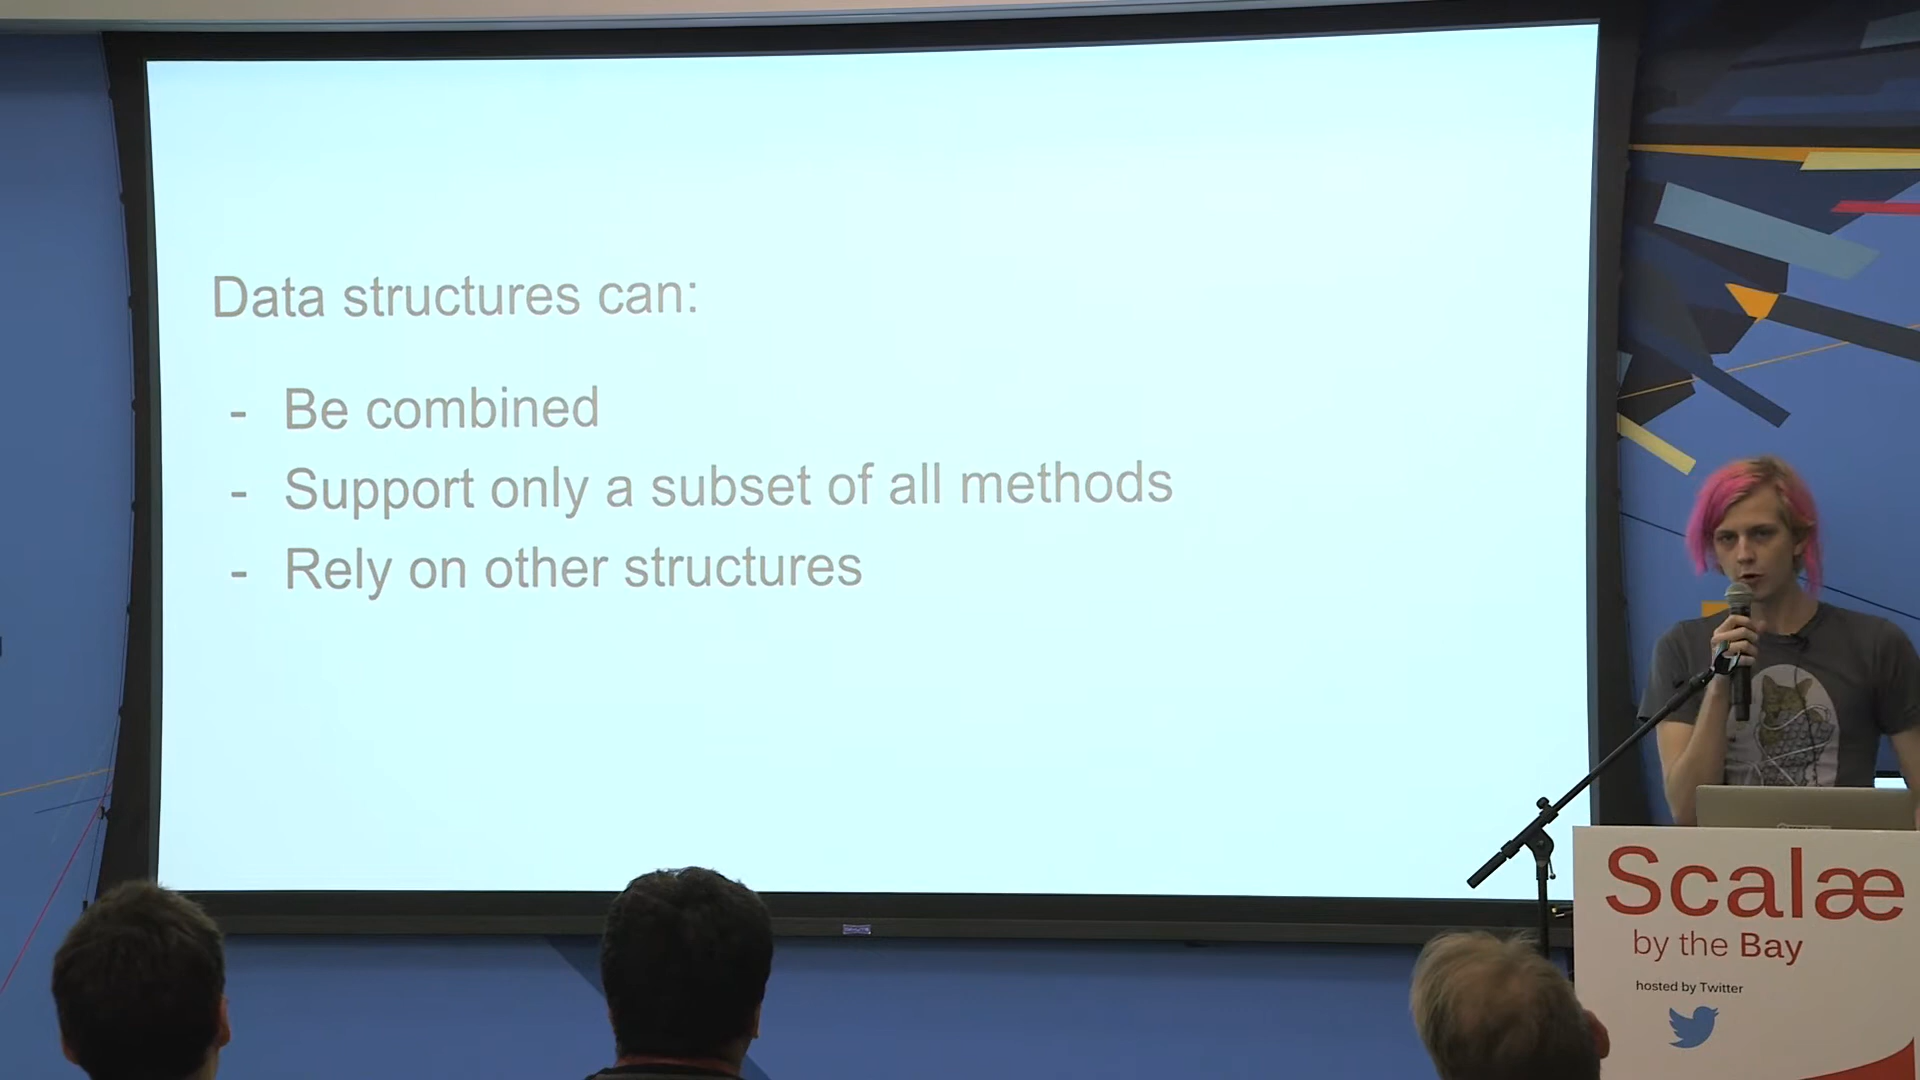 Data structures can:
- Be combined
- Support only a subset of all methods
- Rely on other structures
Scalæ
by the Bay
hosted by Twitter